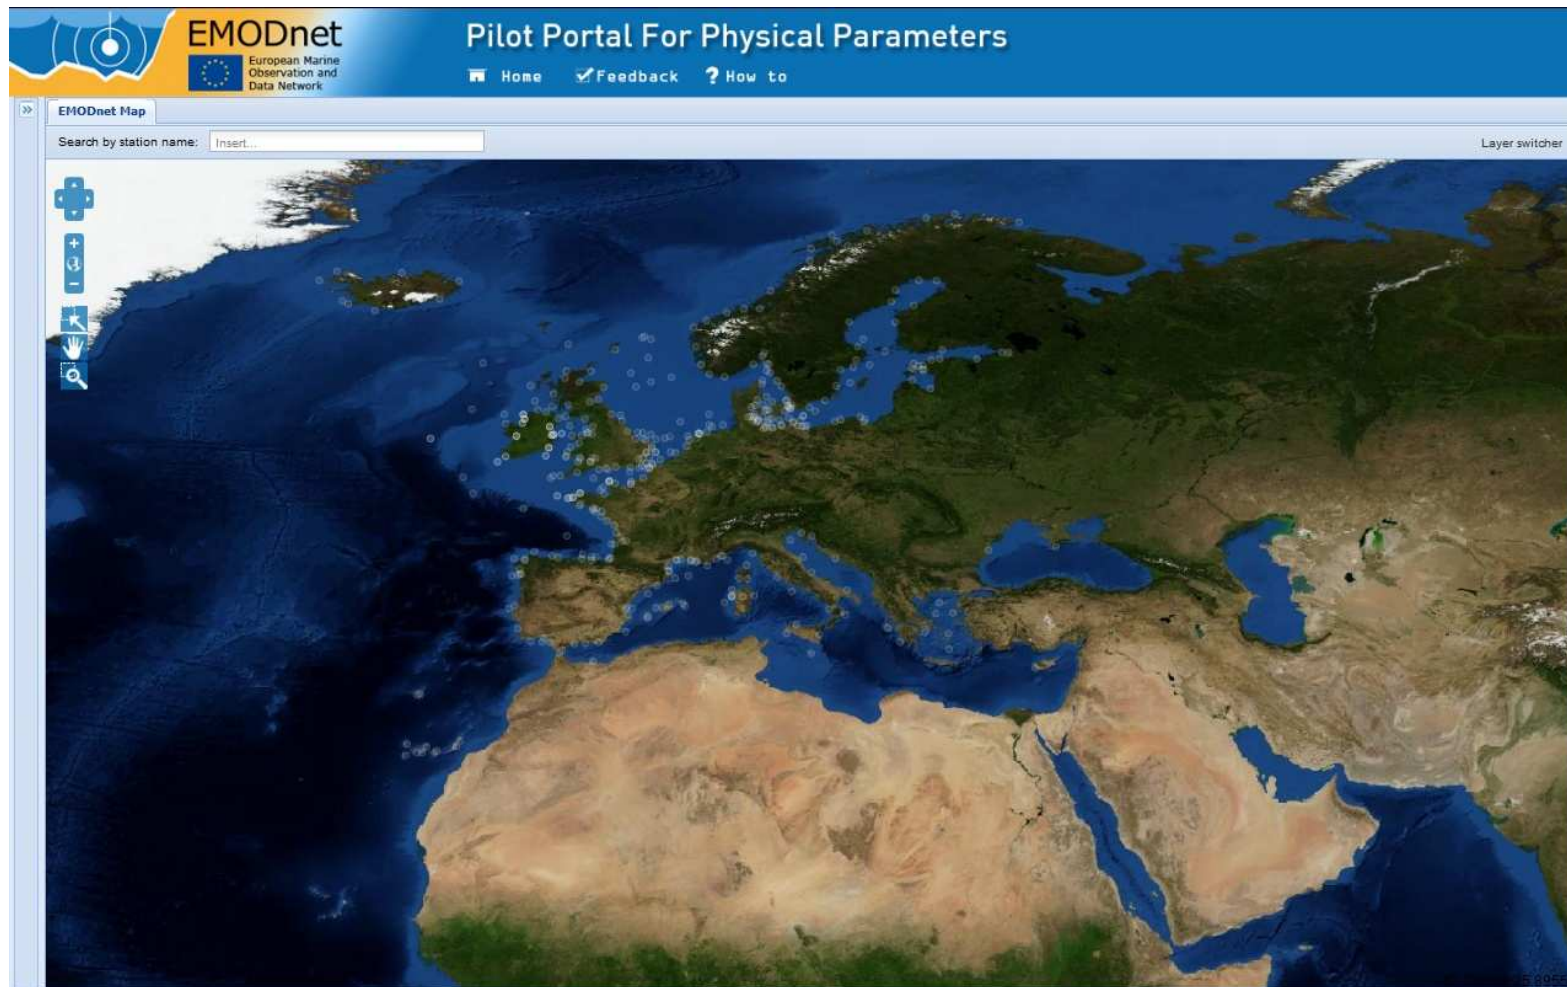 EMODnet
European Marine
Observation and
Data Network
Pilot Portal For Physical Parameters
Home Feedback ? How to
EMODnet Map
Search by station name: Insert...
Layer switcher